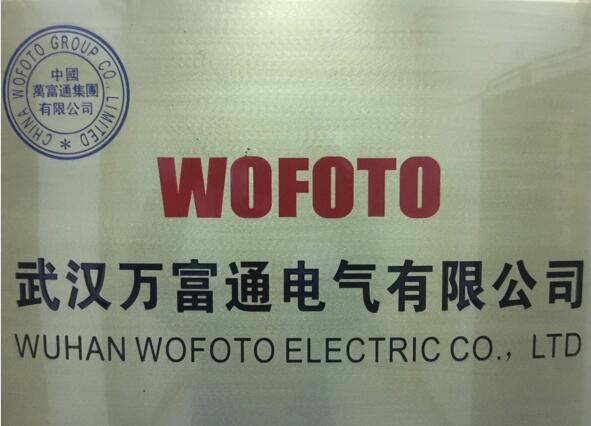 CHINA WOFOTO GROUP CO., LIMITED *
中國
萬富通集團
有限公司
WOFOTO
武汉万富通电气有限公司
WUHAN WOFOTO ELECTRIC CO., LTD